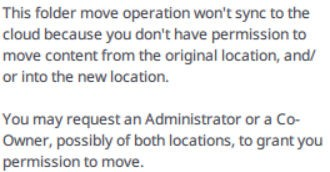 This folder move operation won't sync to the
cloud because you don't have permission to
move content from the original location, and/
or into the new location.
You may request an Administrator or a Co-
Owner, possibly of both locations, to grant you
permission to move.